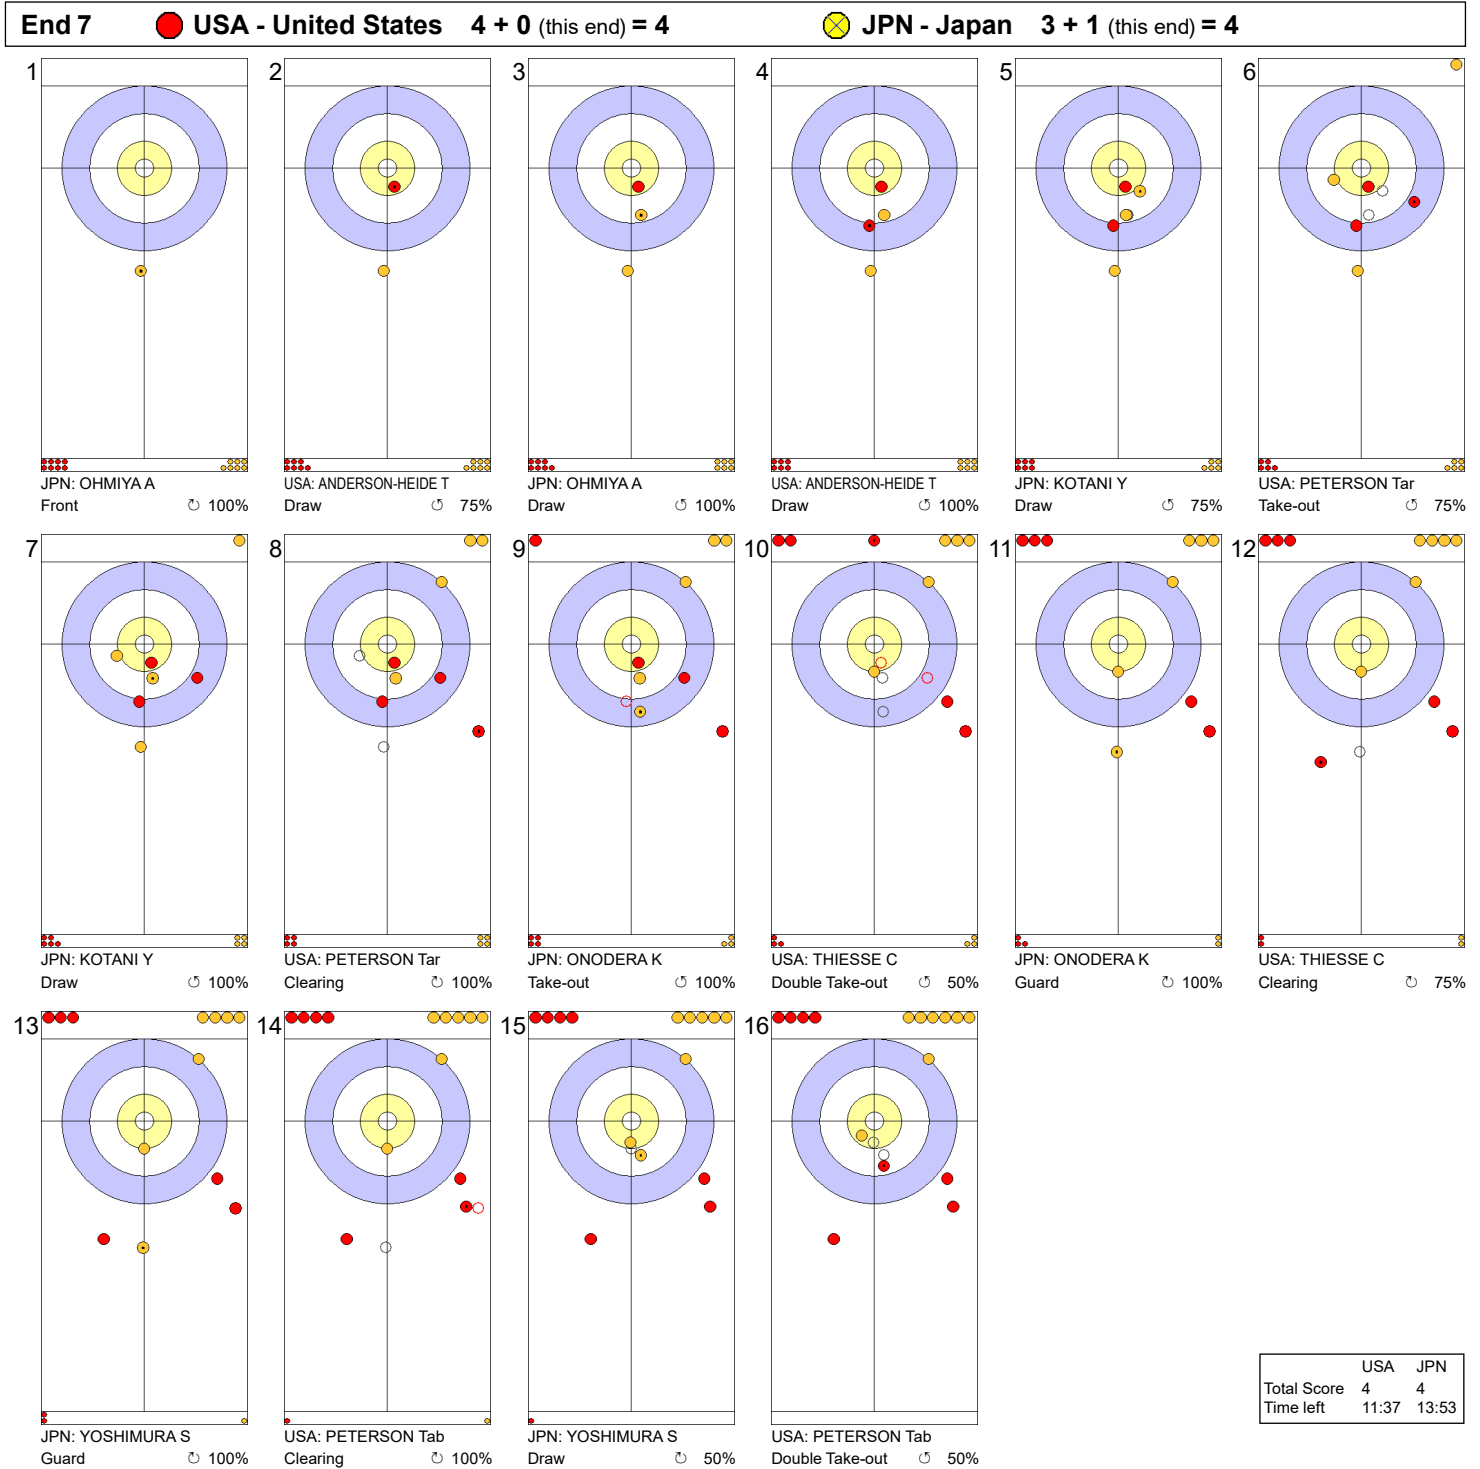 End 7 USA - United States 4 + 0 (this end) = 4 JPN - Japan 3 + 1 (this end) = 4
1 2 3 4 5 6
JPN: OHMIYA A
Front ↻ 100%
USA: ANDERSON-HEIDE T
Draw ↺ 75%
JPN: OHMIYA A
Draw ↺ 100%
USA: ANDERSON-HEIDE T
Draw ↺ 100%
JPN: KOTANI Y
Draw ↺ 75%
USA: PETERSON Tar
Take-out ↻ 75%
7 8 9 10 11 12
JPN: KOTANI Y
Draw ↺ 100%
USA: PETERSON Tar
Clearing ↻ 100%
JPN: ONODERA K
Take-out ↺ 100%
USA: THIESSE C
Double Take-out ↺ 50%
JPN: ONODERA K
Guard ↺ 100%
USA: THIESSE C
Clearing ↻ 75%
13 14 15 16
JPN: YOSHIMURA S
Guard ↻ 100%
USA: PETERSON Tab
Clearing ↻ 100%
JPN: YOSHIMURA S
Draw ↻ 50%
USA: PETERSON Tab
Double Take-out ↺ 50%
USA JPN
Total Score 4 4
Time left 11:37 13:53